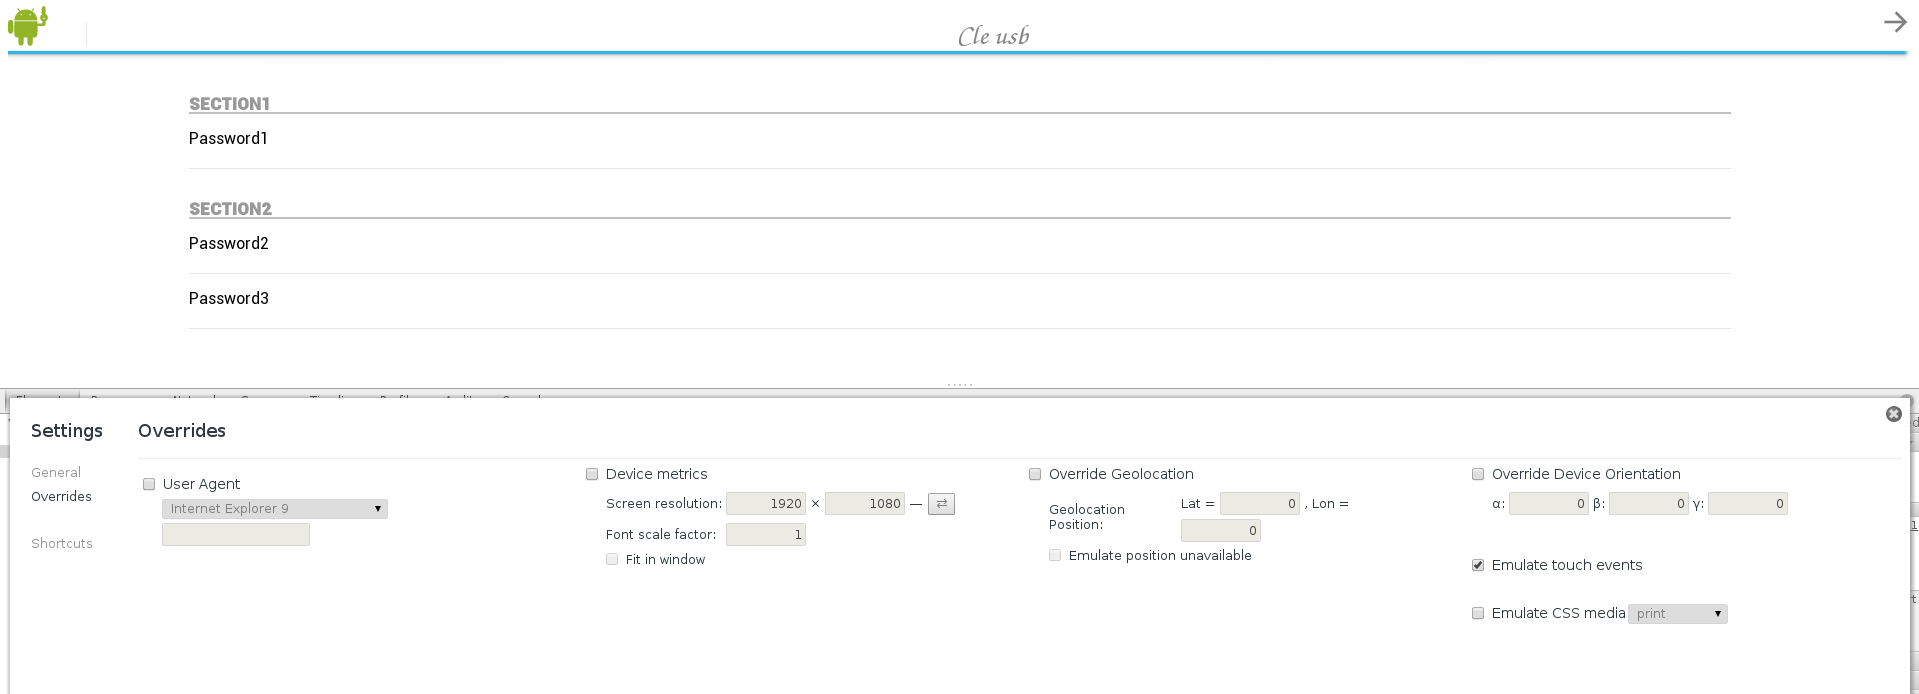 Cle usb
SECTION1
Password1
SECTION2
Password2
Password3
Settings
Overrides
General
Overrides
Shortcuts
User Agent
Internet Explorer 9
Device metrics
Screen resolution: 1920 × 1080 —
Font scale factor: 1
Fit in window
Override Geolocation
Geolocation Position:
Lat = 0 , Lon =
0
Emulate position unavailable
Override Device Orientation
α: 0 β: 0 γ: 0
Emulate touch events
Emulate CSS media print